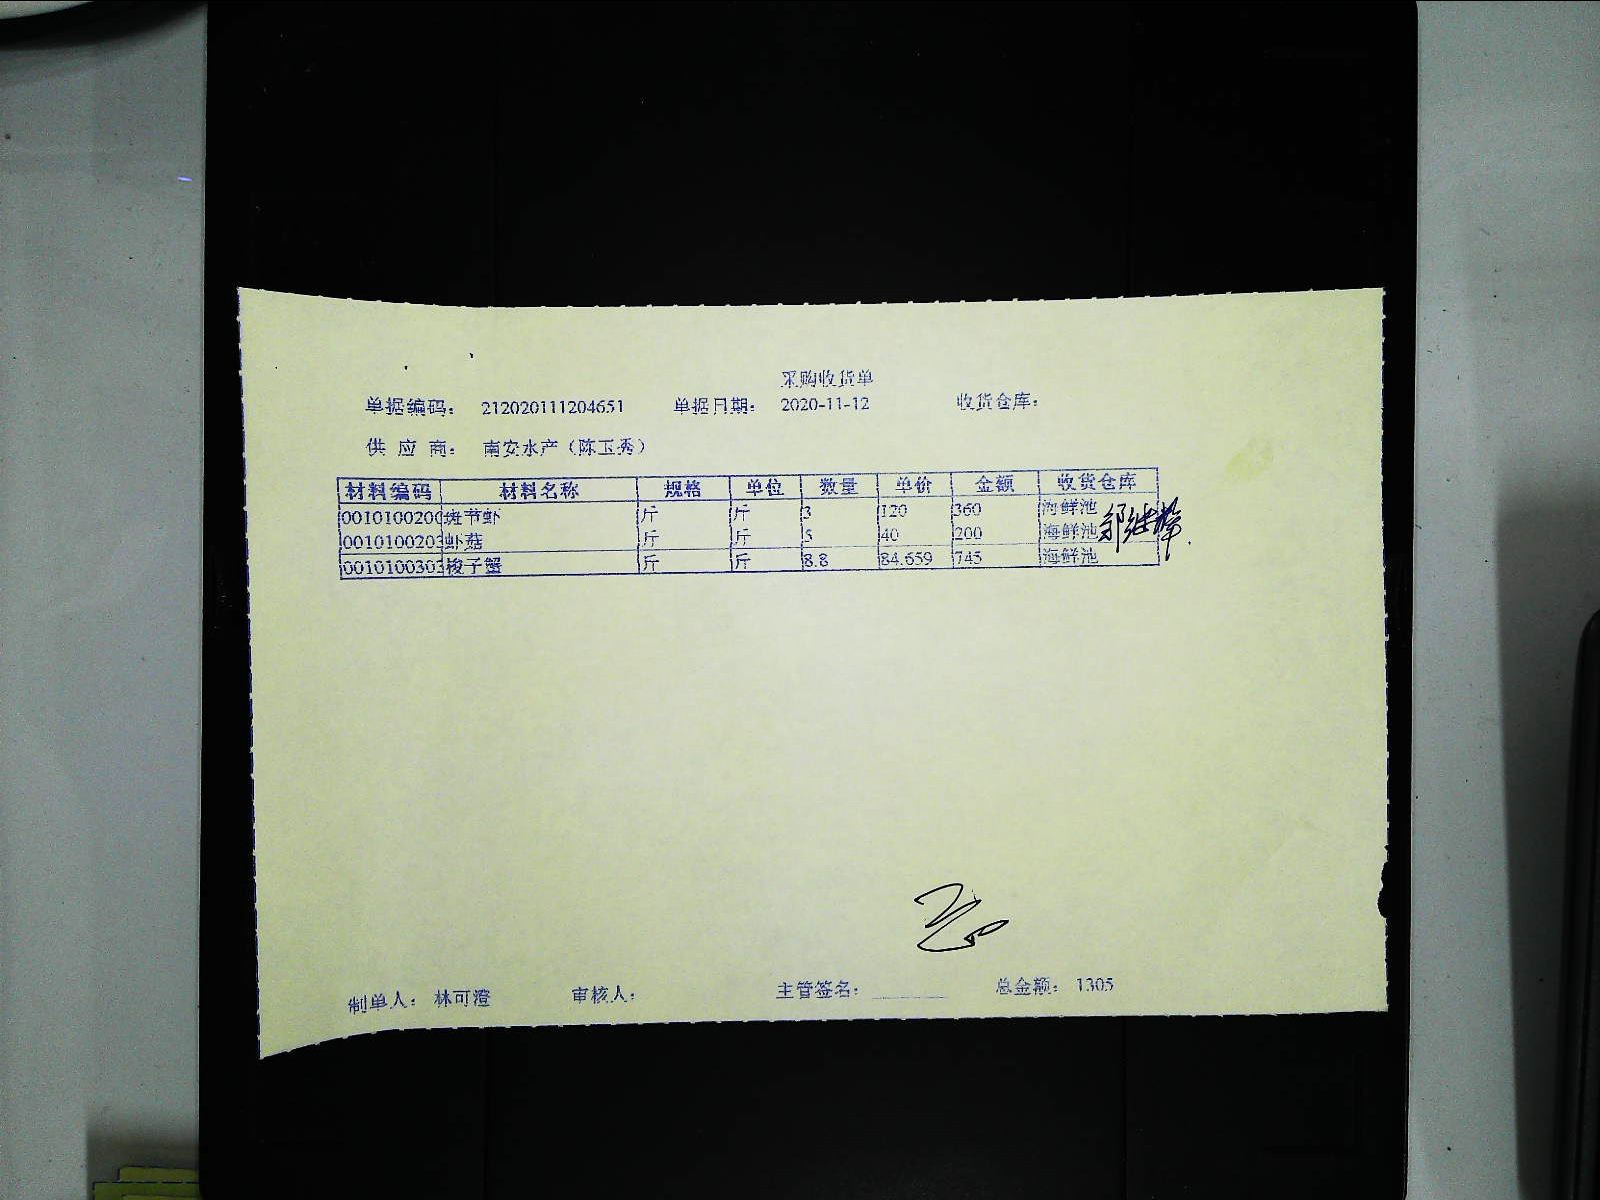 采购收货单
单据编码： 212020111204651 单据日期： 2020-11-12 收货仓库：
供 应 商： 南安水产（陈玉秀）
材料编码 材料名称 规格 单位 数量 单价 金额 收货仓库
0010100200 斑节虾 斤 斤 3 120 360 海鲜池
0010100203 虾菇 斤 斤 5 40 200 海鲜池
0010100303 梭子蟹 斤 斤 8.8 84.659 745 海鲜池
制单人： 林可澄 审核人： 主管签名： 总金额： 1305